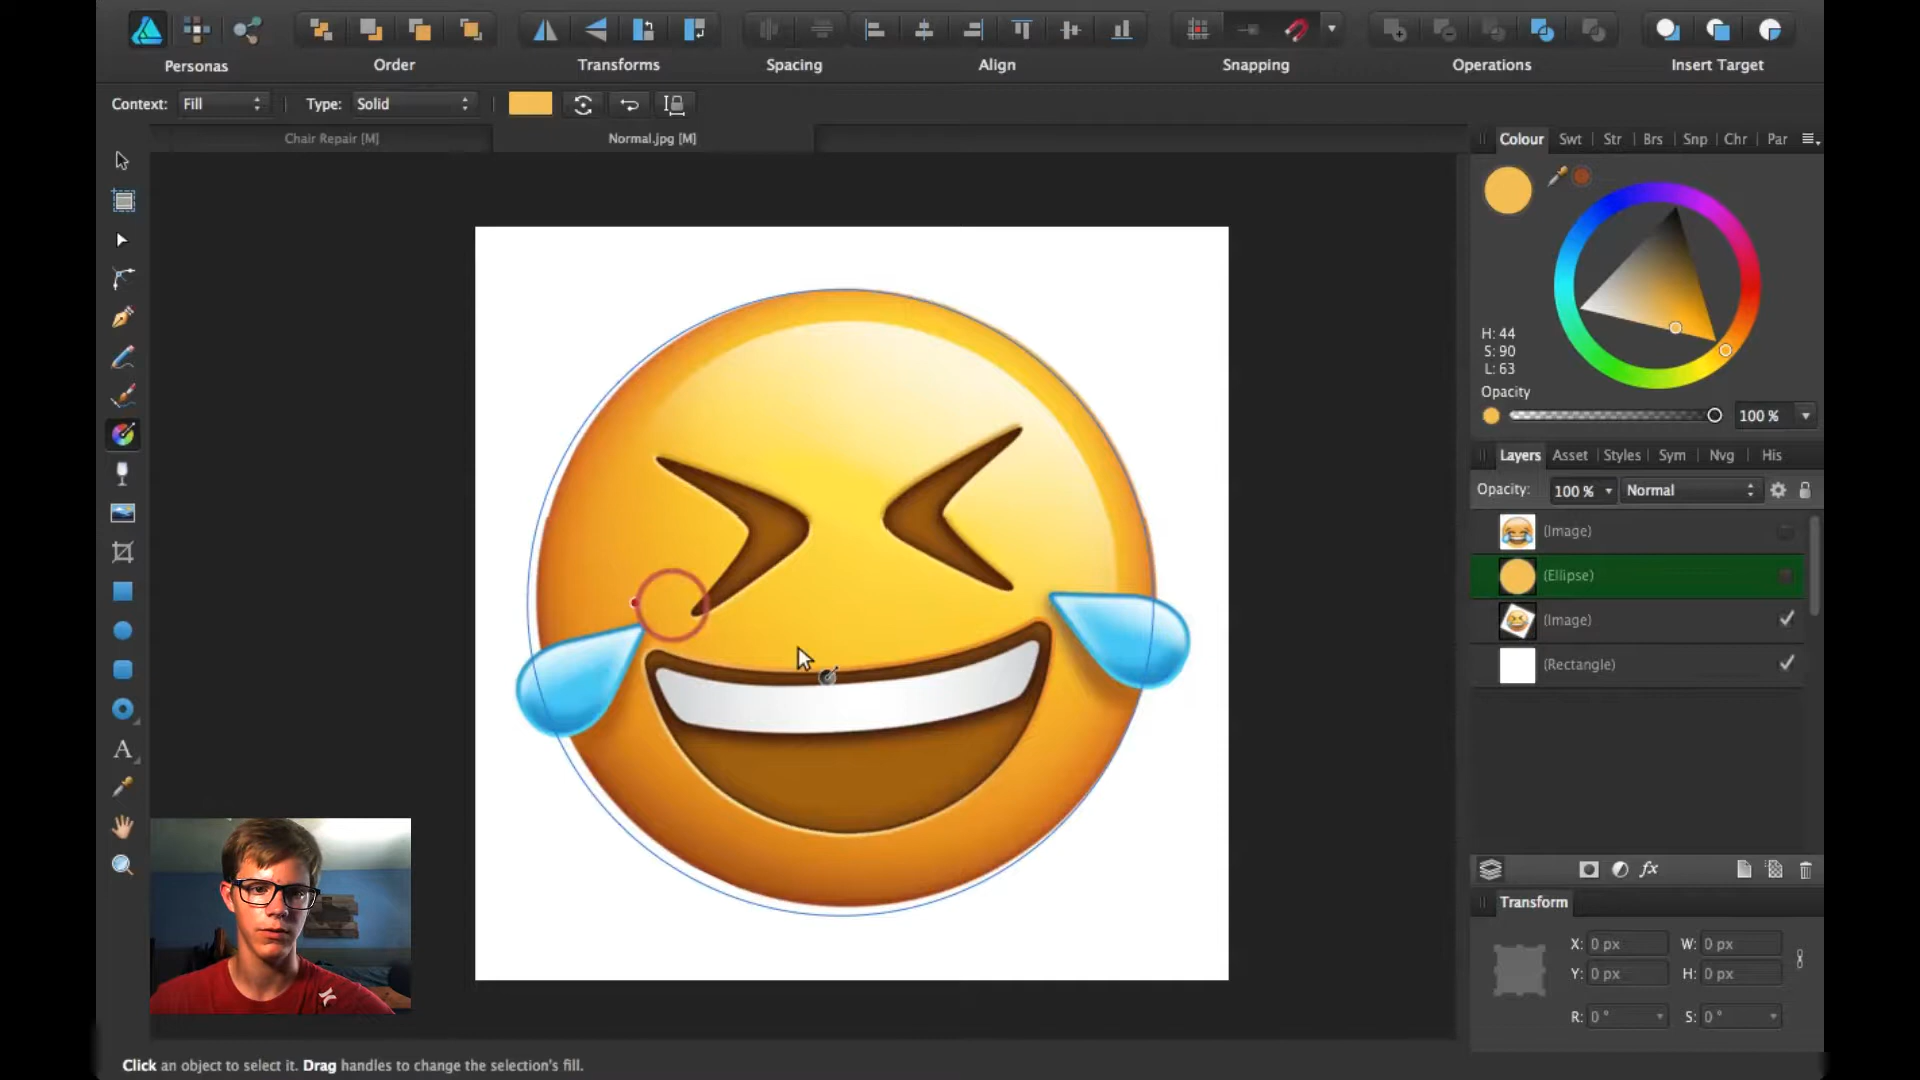 Personas
Order
Transforms
Spacing
Align
Snapping
Operations
Insert Target
Context: Fill
Type: Solid
Chair Repair [M]
Normal.jpg [M]
Colour Swt Str Brs Snp Chr Par
H: 44
S: 90
L: 63
Opacity
100 %
Layers Asset Styles Sym Nvg His
Opacity: 100 % Normal
(Image)
(Ellipse)
(Image)
(Rectangle)
fx
Transform
X: 0 px W: 0 px
Y: 0 px H: 0 px
R: 0 ° S: 0 °
A
Click an object to select it. Drag handles to change the selection's fill.